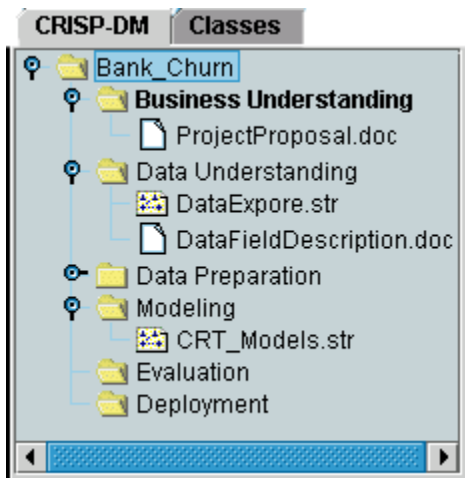 CRISP-DM Classes
Bank_Churn
Business Understanding
ProjectProposal.doc
Data Understanding
DataExpore.str
DataFieldDescription.doc
Data Preparation
Modeling
CRT_Models.str
Evaluation
Deployment